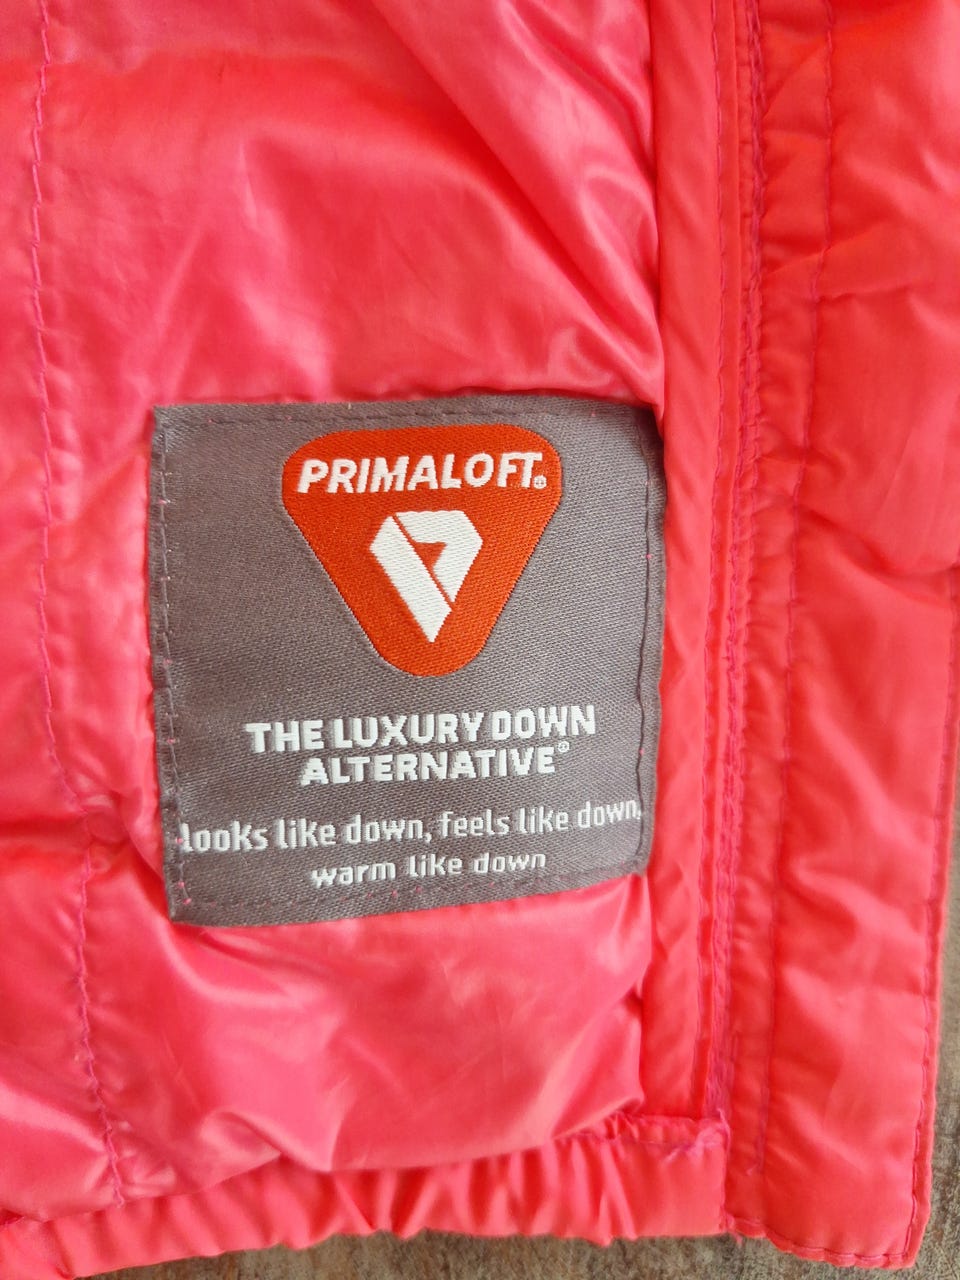 PRIMALOFT®
THE LUXURY DOWN
ALTERNATIVE®
looks like down, feels like down,
warm like down